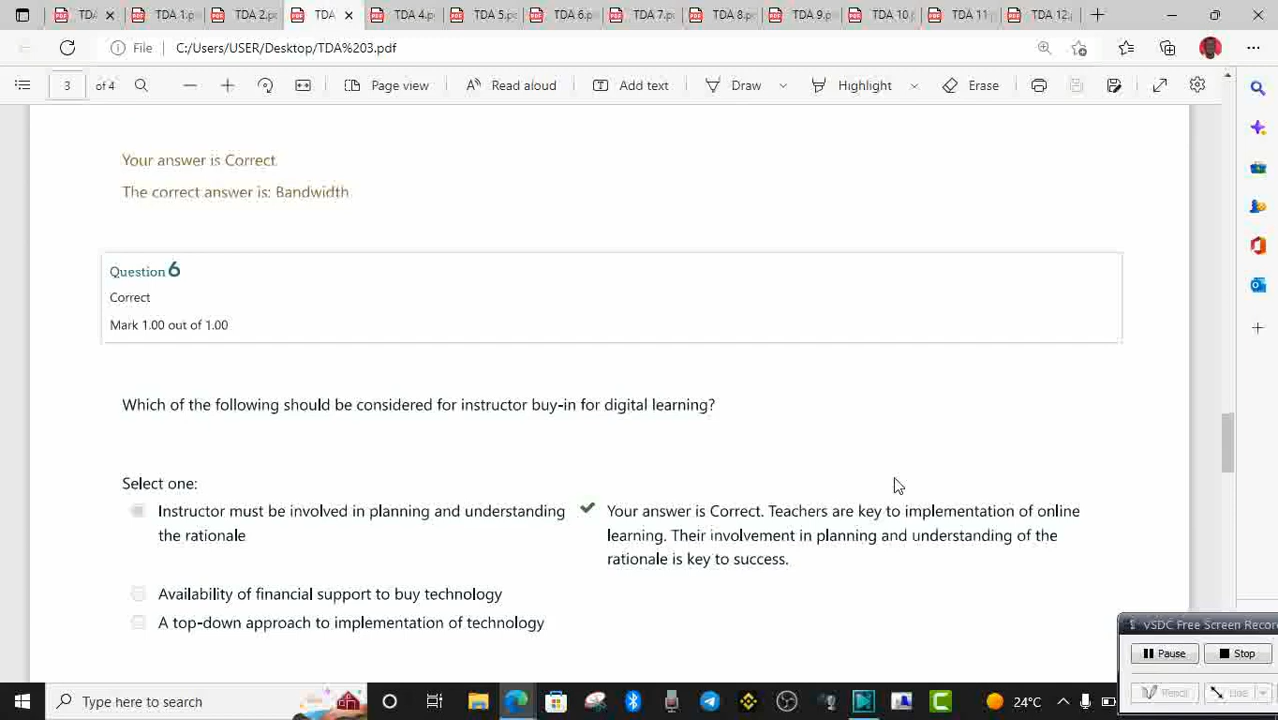 TDA
TDA 1.p
TDA 2.p
TDA
TDA 4.p
TDA 5.p
TDA 6.p
TDA 7.p
TDA 8.p
TDA 9.p
TDA 10.
TDA 11
TDA 12.
File C:/Users/USER/Desktop/TDA%203.pdf
3 of 4 Page view Read aloud Add text Draw Highlight Erase
Your answer is Correct.
The correct answer is: Bandwidth
Question 6
Correct
Mark 1.00 out of 1.00
Which of the following should be considered for instructor buy-in for digital learning?
Select one:
Instructor must be involved in planning and understanding
the rationale
Your answer is Correct. Teachers are key to implementation of online
learning. Their involvement in planning and understanding of the
rationale is key to success.
Availability of financial support to buy technology
A top-down approach to implementation of technology
VSDC Free Screen Recor
Pause Stop
Pencil Line
Type here to search
24°C